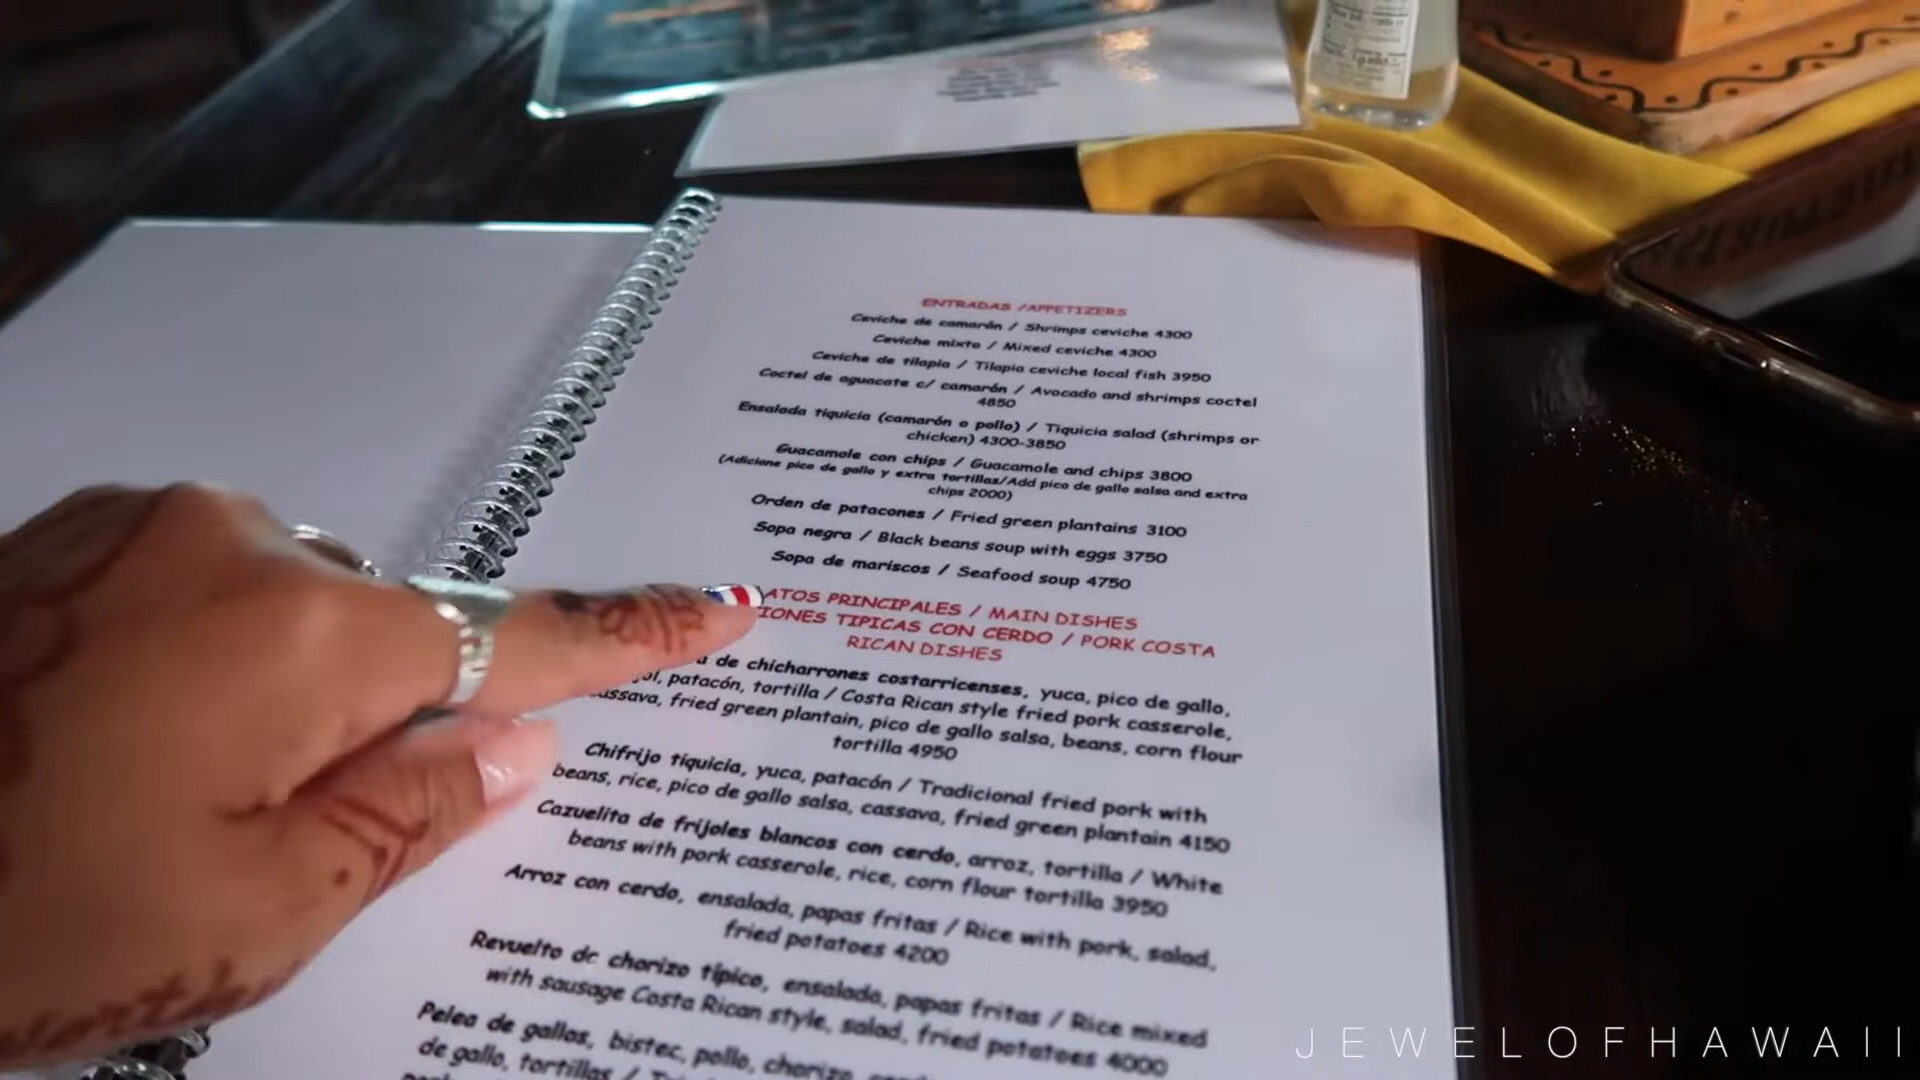 ENTRADAS /APPETIZERS
Ceviche de camarón / Shrimps ceviche 4300
Ceviche mixto / Mixed ceviche 4300
Ceviche de tilapia / Tilapia ceviche local fish 3950
Coctel de aguacate c/ camarón / Avocado and shrimps coctel
4850
Ensalada tiquicia (camarón o pollo) / Tiquicia salad (shrimps or
chicken) 4300-3850
Guacamole con chips / Guacamole and chips 3800
(Adicione pico de gallo y extra tortillas/Add pico de gallo salsa and extra
chips 2000)
Orden de patacones / Fried green plantains 3100
Sopa negra / Black beans soup with eggs 3750
Sopa de mariscos / Seafood soup 4750
ATOS PRINCIPALES / MAIN DISHES
IONES TIPICAS CON CERDO / PORK COSTA
RICAN DISHES
de chicharrones costarricenses, yuca, pico de gallo,
patacón, tortilla / Costa Rican style fried pork casserole,
cassava, fried green plantain, pico de gallo salsa, beans, corn flour
tortilla 4950
Chifrijo tiquicia, yuca, patacón / Tradicional fried pork with
beans, rice, pico de gallo salsa, cassava, fried green plantain 4150
Cazuelita de frijoles blancos con cerdo, arroz, tortilla / White
beans with pork casserole, rice, corn flour tortilla 3950
Arroz con cerdo, ensalada, papas fritas / Rice with pork, salad,
fried potatoes 4200
Revuelto de chorizo típico, ensalada, papas fritas / Rice mixed
with sausage Costa Rican style, salad, fried potatoes 4000
Pelea de gallos, bistec, pollo, chorizo
de gallo, tortillas /
JEWELOFHAWAII